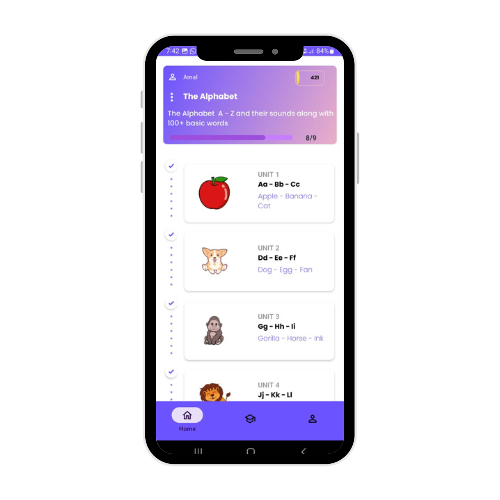 7:42
84%
Amal
421
The Alphabet
The Alphabet A - Z and their sounds along with
100+ basic words
8/9
UNIT 1
Aa - Bb - Cc
Apple - Banana -
Cat
UNIT 2
Dd - Ee - Ff
Dog - Egg - Fan
UNIT 3
Gg - Hh - Ii
Gorilla - Horse - Ink
UNIT 4
Jj - Kk - Ll
Home